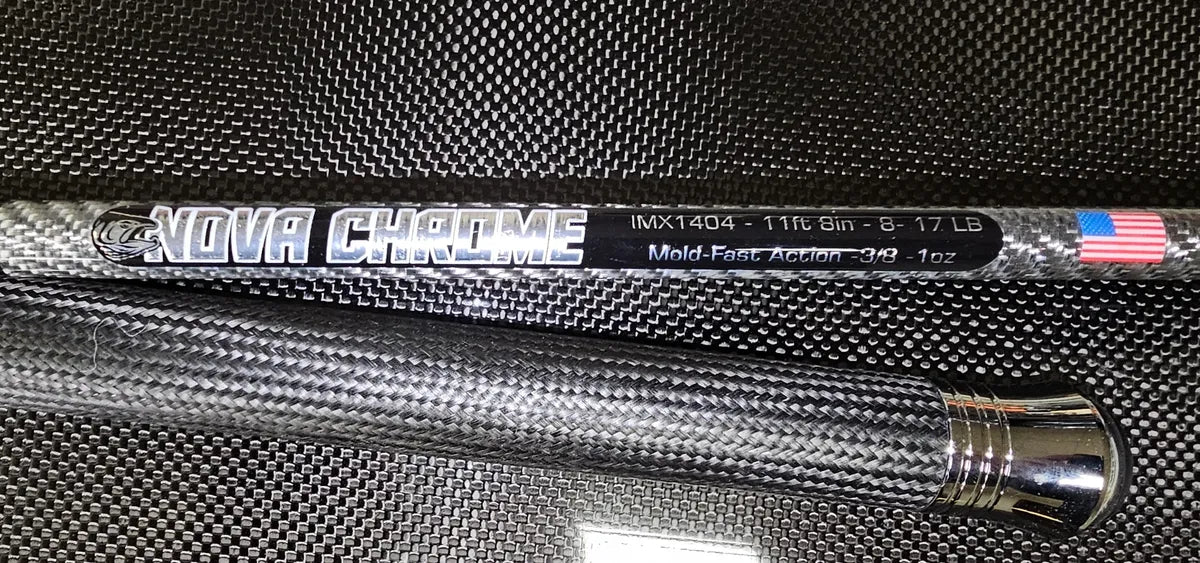 NOVA CHROME
IMX1404 - 11ft 8in - 8- 17 LB
Mold-Fast Action -3/8 -1oz